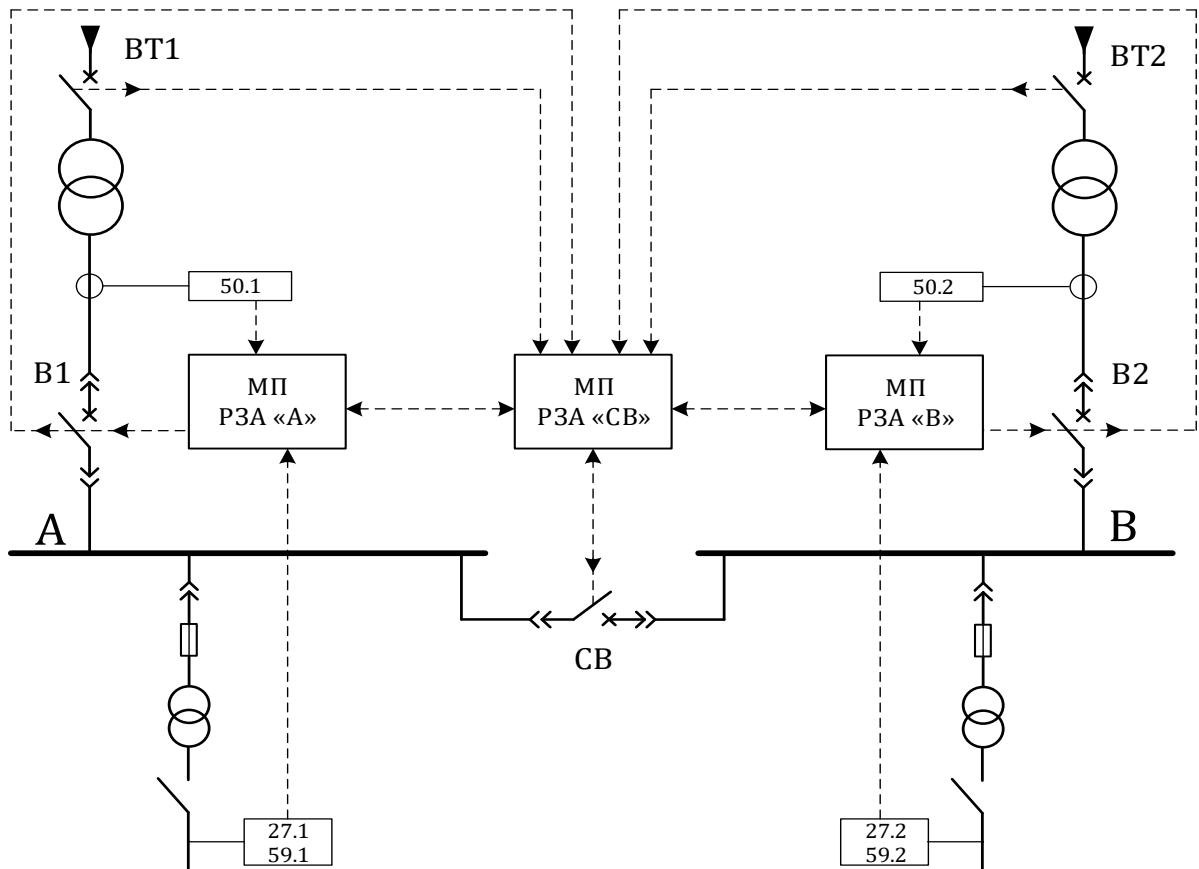 ВТ1
ВТ2
50.1
50.2
В1
МП
РЗА «А»
МП
РЗА «СВ»
МП
РЗА «В»
В2
А
В
СВ
27.1
59.1
27.2
59.2